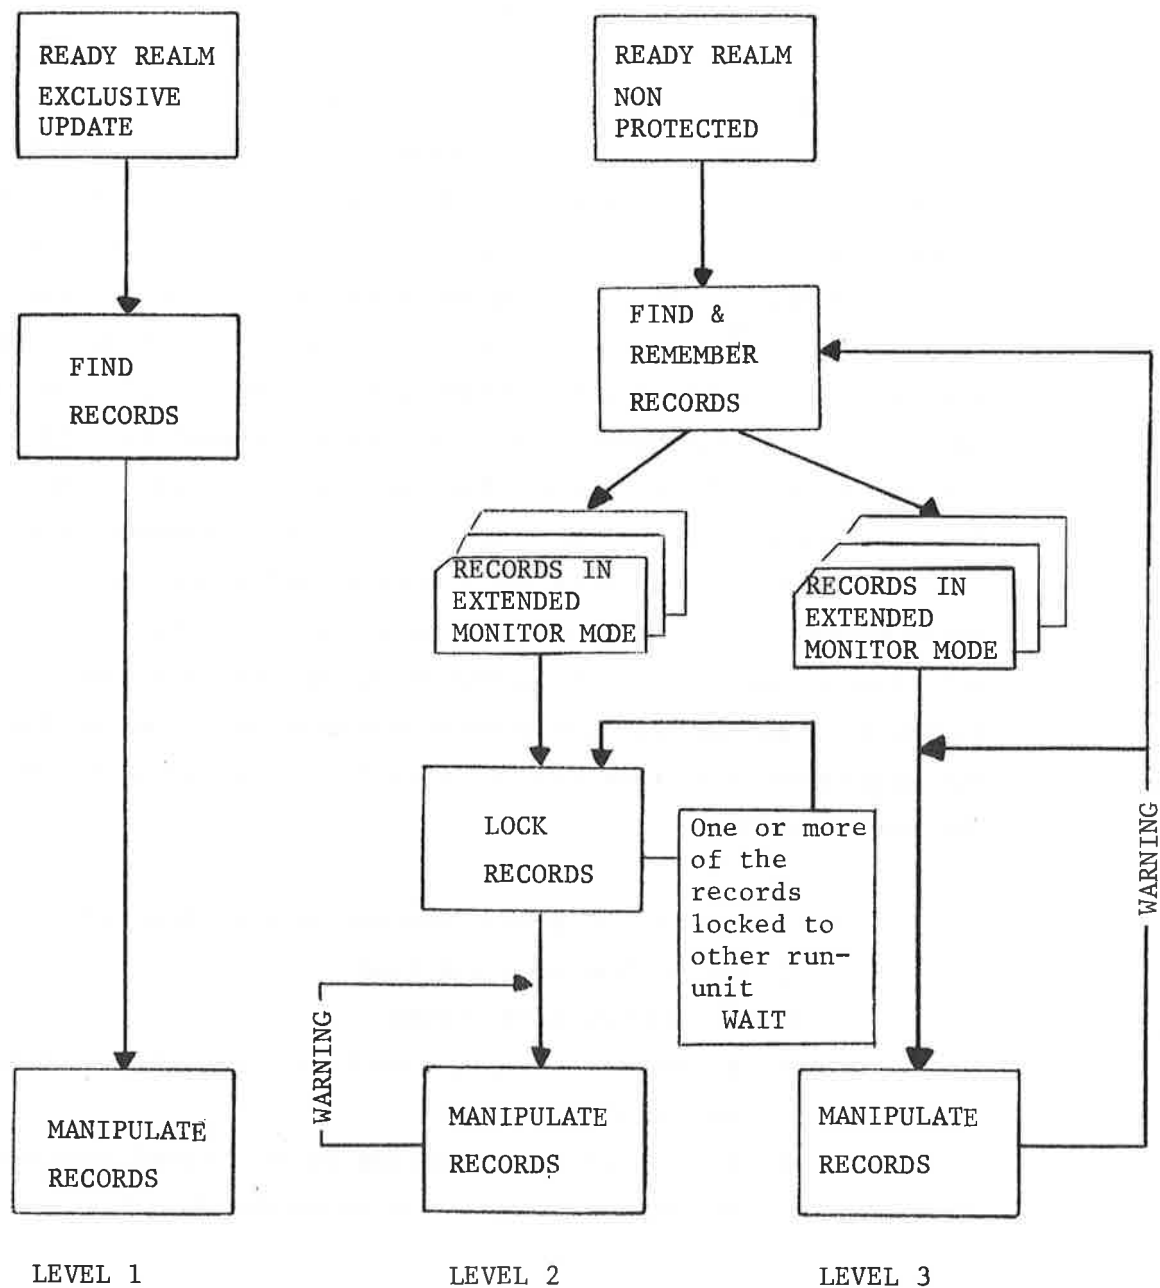 READY REALM
EXCLUSIVE
UPDATE
READY REALM
NON
PROTECTED
FIND
RECORDS
FIND &
REMEMBER
RECORDS
RECORDS IN
EXTENDED
MONITOR MODE
RECORDS IN
EXTENDED
MONITOR MODE
LOCK
RECORDS
One or more
of the
records
locked to
other run-
unit
WAIT
WARNING
WARNING
MANIPULATE
RECORDS
MANIPULATE
RECORDS
MANIPULATE
RECORDS
LEVEL 1
LEVEL 2
LEVEL 3